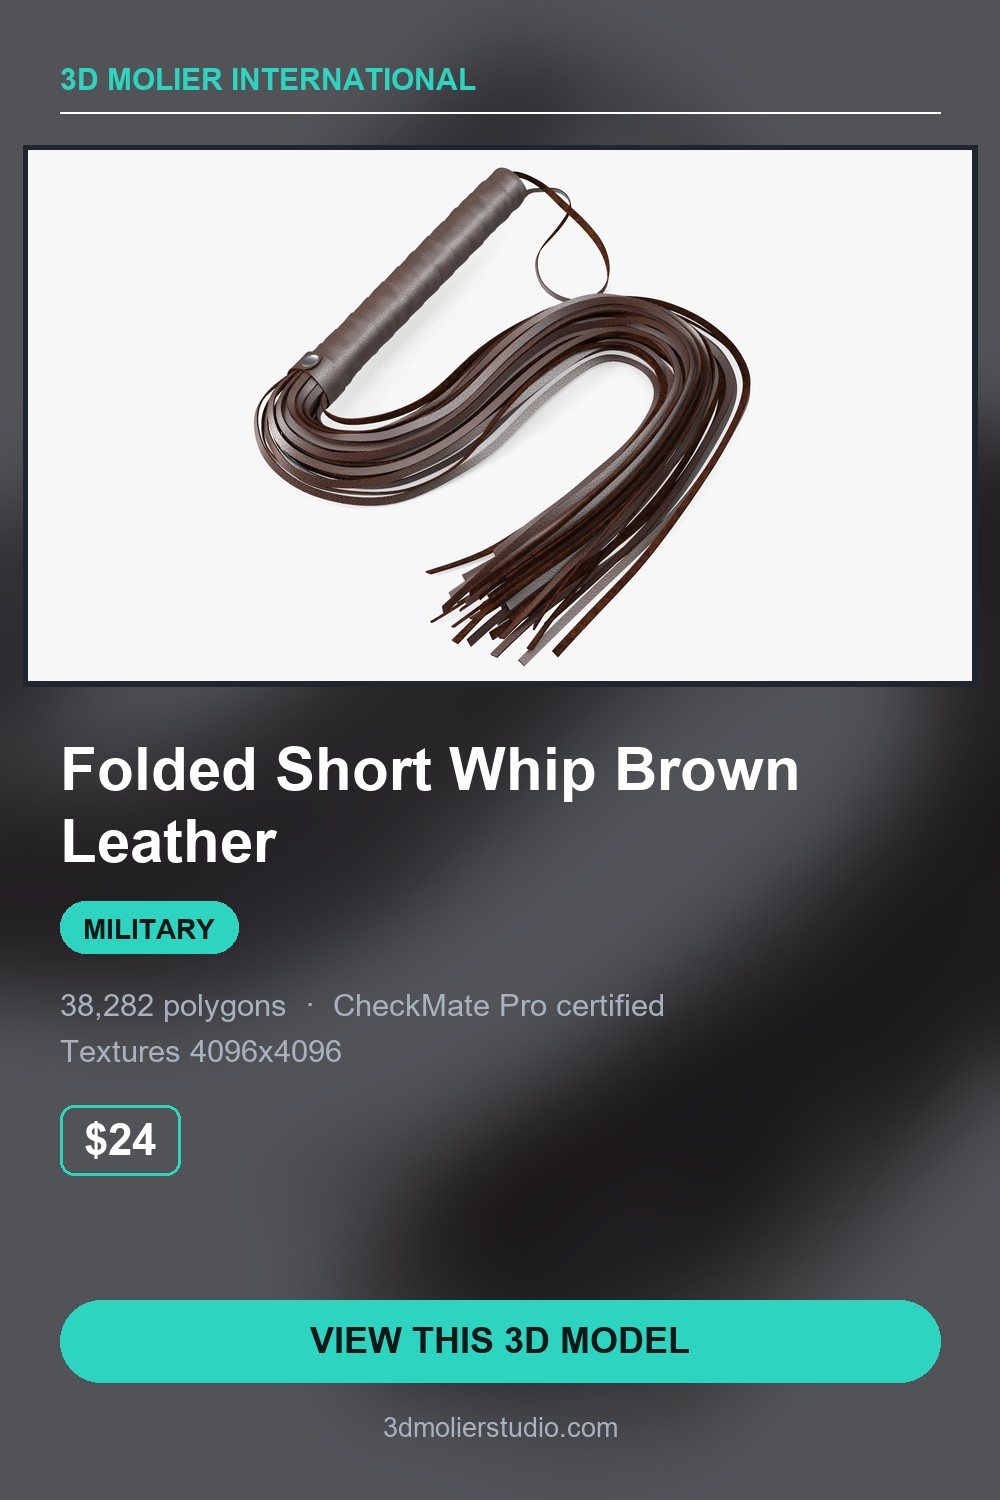 3D MOLIER INTERNATIONAL
Folded Short Whip Brown
Leather
MILITARY
38,282 polygons · CheckMate Pro certified
Textures 4096x4096
$24
VIEW THIS 3D MODEL
3dmolierstudio.com